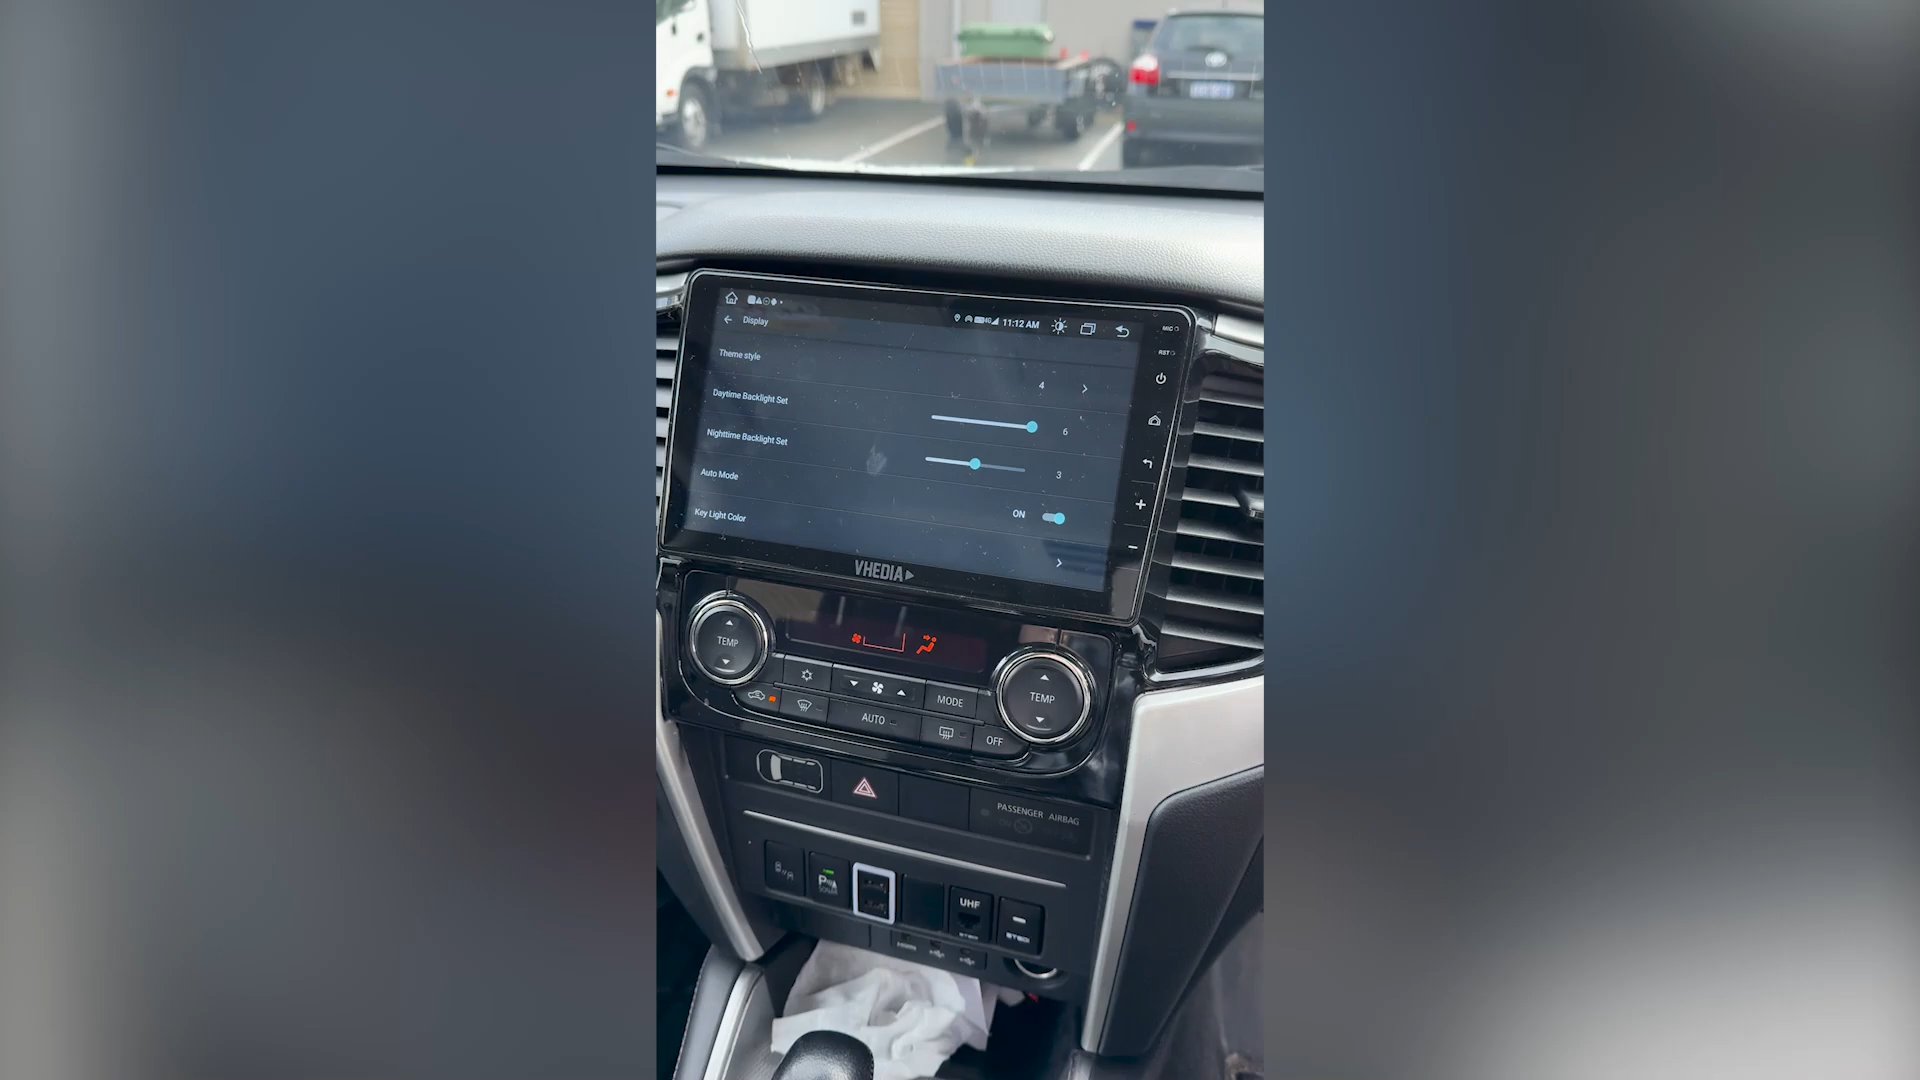 11:12 AM
MIC
Display
RST
Theme style
4
Daytime Backlight Set
6
Nighttime Backlight Set
3
Auto Mode
ON
Key Light Color
VHEDIA
TEMP
TEMP
MODE
AUTO
OFF
PASSENGER AIRBAG
UHF
STEDI